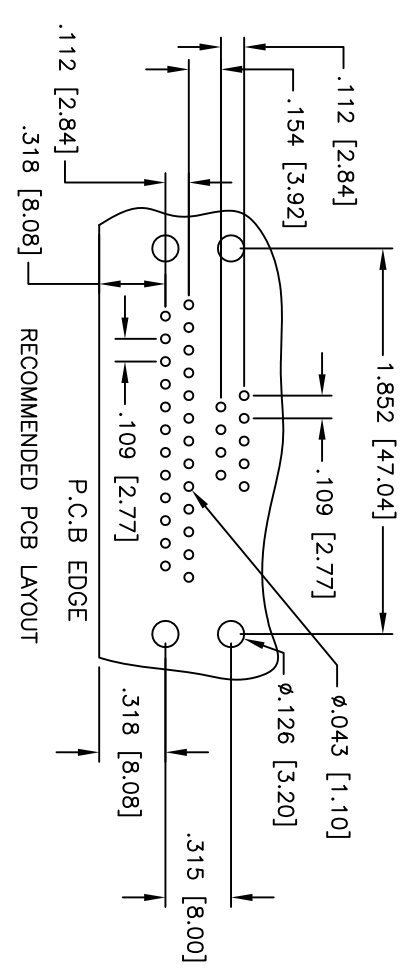 .112 [2.84]
.154 [3.92]
.112 [2.84]
.318 [8.08]
1.852 [47.04]
.109 [2.77]
.109 [2.77]
ø.043 [1.10]
ø.126 [3.20]
.318 [8.08]
.315 [8.00]
P.C.B EDGE
RECOMMENDED PCB LAYOUT